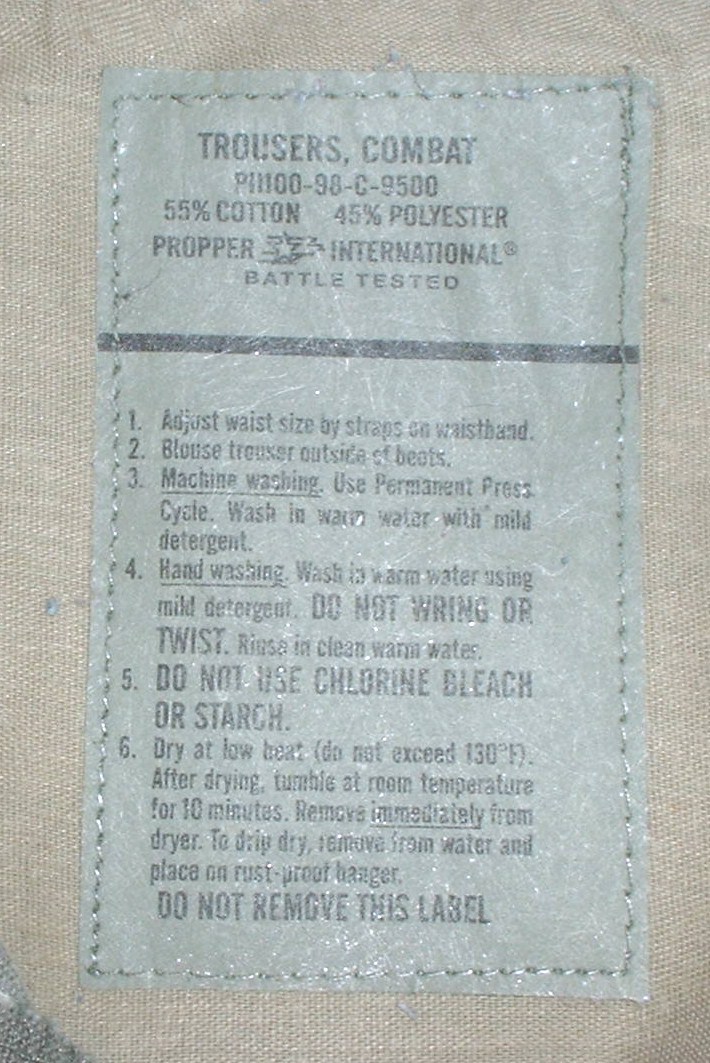 TROUSERS, COMBAT
PI1100-98-C-9500
55% COTTON 45% POLYESTER
PROPPER INTERNATIONAL®
BATTLE TESTED
1. Adjust waist size by straps on waistband.
2. Blouse trouser outside of boots.
3. Machine washing. Use Permanent Press
Cycle. Wash in warm water with mild
detergent.
4. Hand washing. Wash in warm water using
mild detergent. DO NOT WRING OR
TWIST. Rinse in clean warm water.
5. DO NOT USE CHLORINE BLEACH
OR STARCH.
6. Dry at low heat (do not exceed 130°F).
After drying, tumble at room temperature
for 10 minutes. Remove immediately from
dryer. To drip dry, remove from water and
place on rust-proof hanger.
DO NOT REMOVE THIS LABEL